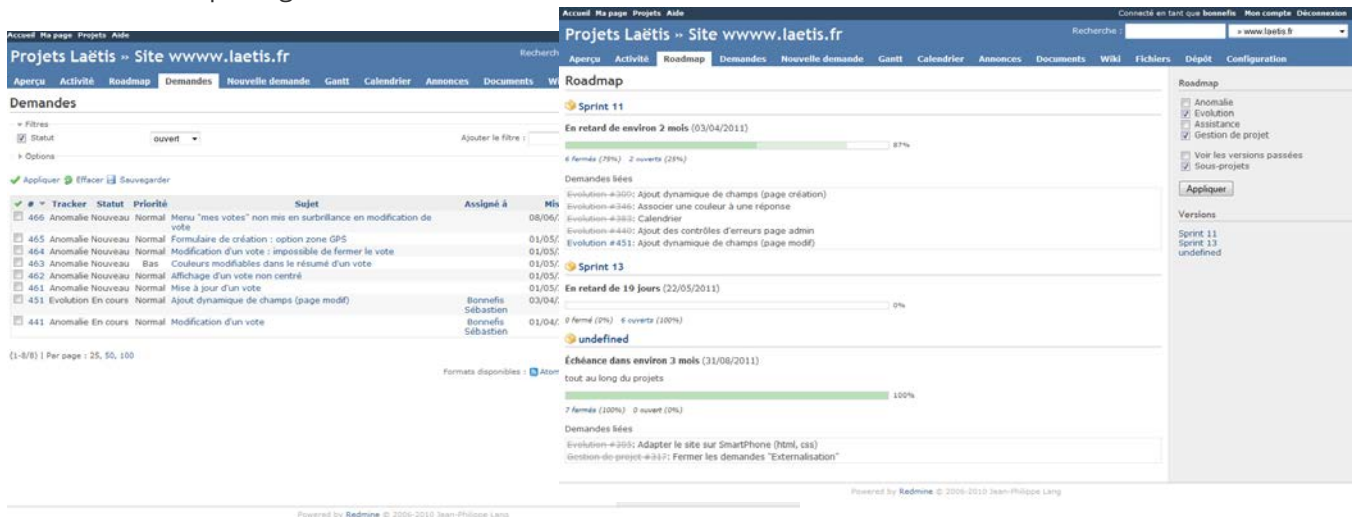 Accueil Ma page Projets Aide
Projets Laëtis » Site wwww.laetis.fr
Recherch
Aperçu Activité Roadmap Demandes Nouvelle demande Gantt Calendrier Annonces Documents Wi
Demandes
Filtres
Statut ouvert Ajouter le filtre :
Options
Appliquer Effacer Sauvegarder
# Tracker Statut Priorité Sujet Assigné à Mis
466 Anomalie Nouveau Normal Menu "mes votes" non mis en surbrillance en modification de vote 08/06/
465 Anomalie Nouveau Normal Formulaire de création : option zone GPS 01/05/
464 Anomalie Nouveau Normal Modification d'un vote : impossible de fermer le vote 01/05/
463 Anomalie Nouveau Bas Couleurs modifiables dans le résumé d'un vote 01/05/
462 Anomalie Nouveau Normal Affichage d'un vote non centré 01/05/
461 Anomalie Nouveau Normal Mise à jour d'un vote 01/05/
451 Evolution En cours Normal Ajout dynamique de champs (page modif) Bonnefis Sébastien 03/04/
441 Anomalie En cours Normal Modification d'un vote Bonnefis Sébastien 01/04/
(1-8/8) | Par page : 25, 50, 100
Formats disponibles : Atom
Powered by Redmine © 2006-2010 Jean-Philippe Lang
Accueil Ma page Projets Aide
Connecté en tant que bonnefis Mon compte Déconnexion
Projets Laëtis » Site wwww.laetis.fr
Recherche : » www.laetis.fr
Aperçu Activité Roadmap Demandes Nouvelle demande Gantt Calendrier Annonces Documents Wiki Fichiers Dépôt Configuration
Roadmap
Sprint 11
En retard de environ 2 mois (03/04/2011)
87%
6 fermés (75%) 2 ouverts (25%)
Demandes liées
Evolution #309: Ajout dynamique de champs (page création)
Evolution #346: Associer une couleur à une réponse
Evolution #383: Calendrier
Evolution #440: Ajout des contrôles d'erreurs page admin
Evolution #451: Ajout dynamique de champs (page modif)
Sprint 13
En retard de 19 jours (22/05/2011)
0%
0 fermé (0%) 6 ouverts (100%)
undefined
Échéance dans environ 3 mois (31/08/2011)
tout au long du projets
100%
7 fermés (100%) 0 ouvert (0%)
Demandes liées
Evolution #305: Adapter le site sur SmartPhone (html, css)
Gestion de projet #317: Fermer les demandes "Externalisation"
Roadmap
Anomalie
Evolution
Assistance
Gestion de projet
Voir les versions passées
Sous-projets
Appliquer
Versions
Sprint 11
Sprint 13
undefined
Powered by Redmine © 2006-2010 Jean-Philippe Lang